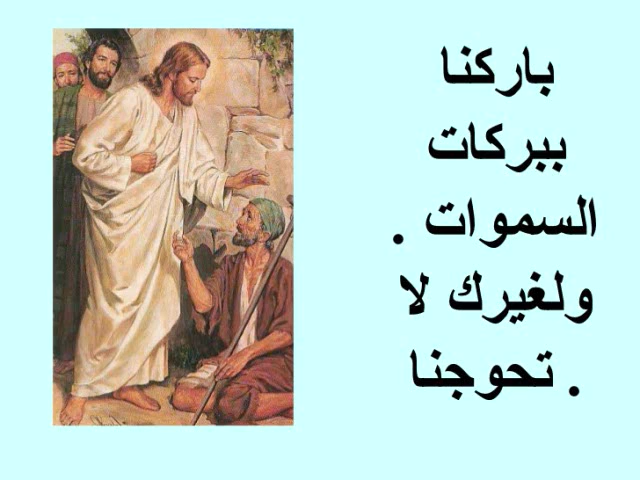 باركنا
ببركات
السموات .
ولغيرك لا
تحوجنا .